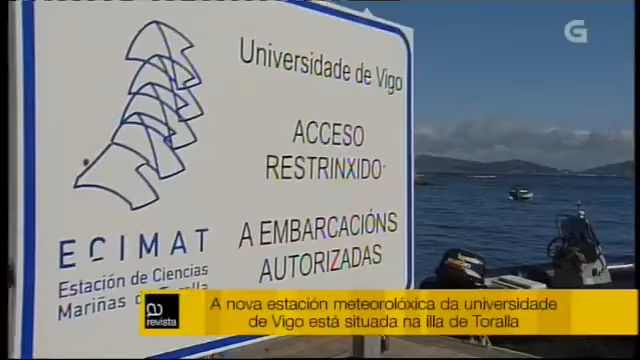 G
Universidade de Vigo
ACCESO
RESTRINXIDO
A EMBARCACIÓNS
AUTORIZADAS
ECIMAT
Estación de Ciencias
Mariñas de Toralla
revista
A nova estación meteorolóxica da universidade
de Vigo está situada na illa de Toralla